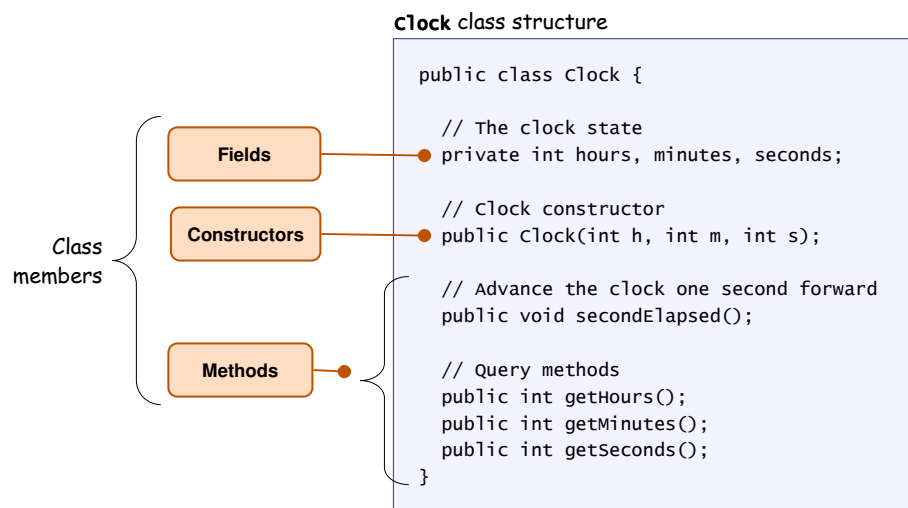 Clock class structure
public class Clock {
// The clock state
private int hours, minutes, seconds;
// Clock constructor
public Clock(int h, int m, int s);
// Advance the clock one second forward
public void secondElapsed();
// Query methods
public int getHours();
public int getMinutes();
public int getSeconds();
}
Class
members
Fields
Constructors
Methods